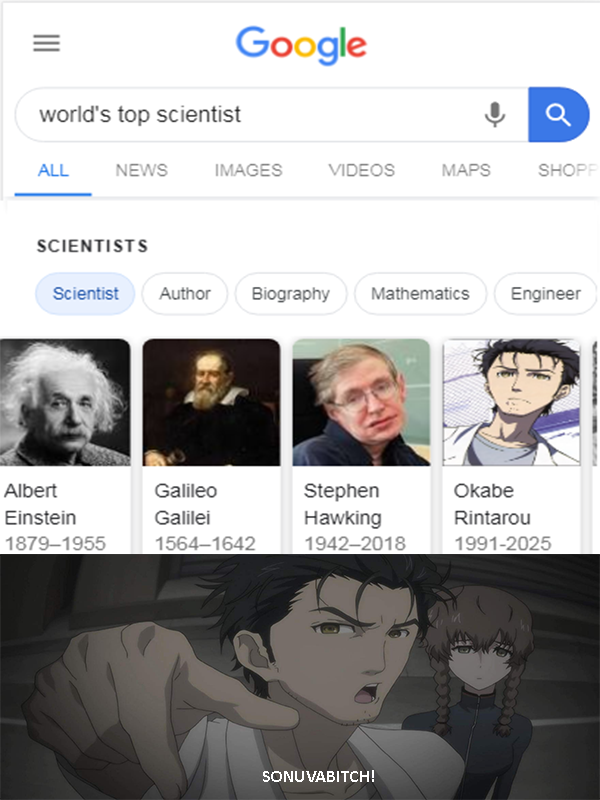 Google
world's top scientist
ALL NEWS IMAGES VIDEOS MAPS SHOPP
SCIENTISTS
Scientist Author Biography Mathematics Engineer
Albert Einstein 1879–1955
Galileo Galilei 1564–1642
Stephen Hawking 1942–2018
Okabe Rintarou 1991-2025
SONUVABITCH!